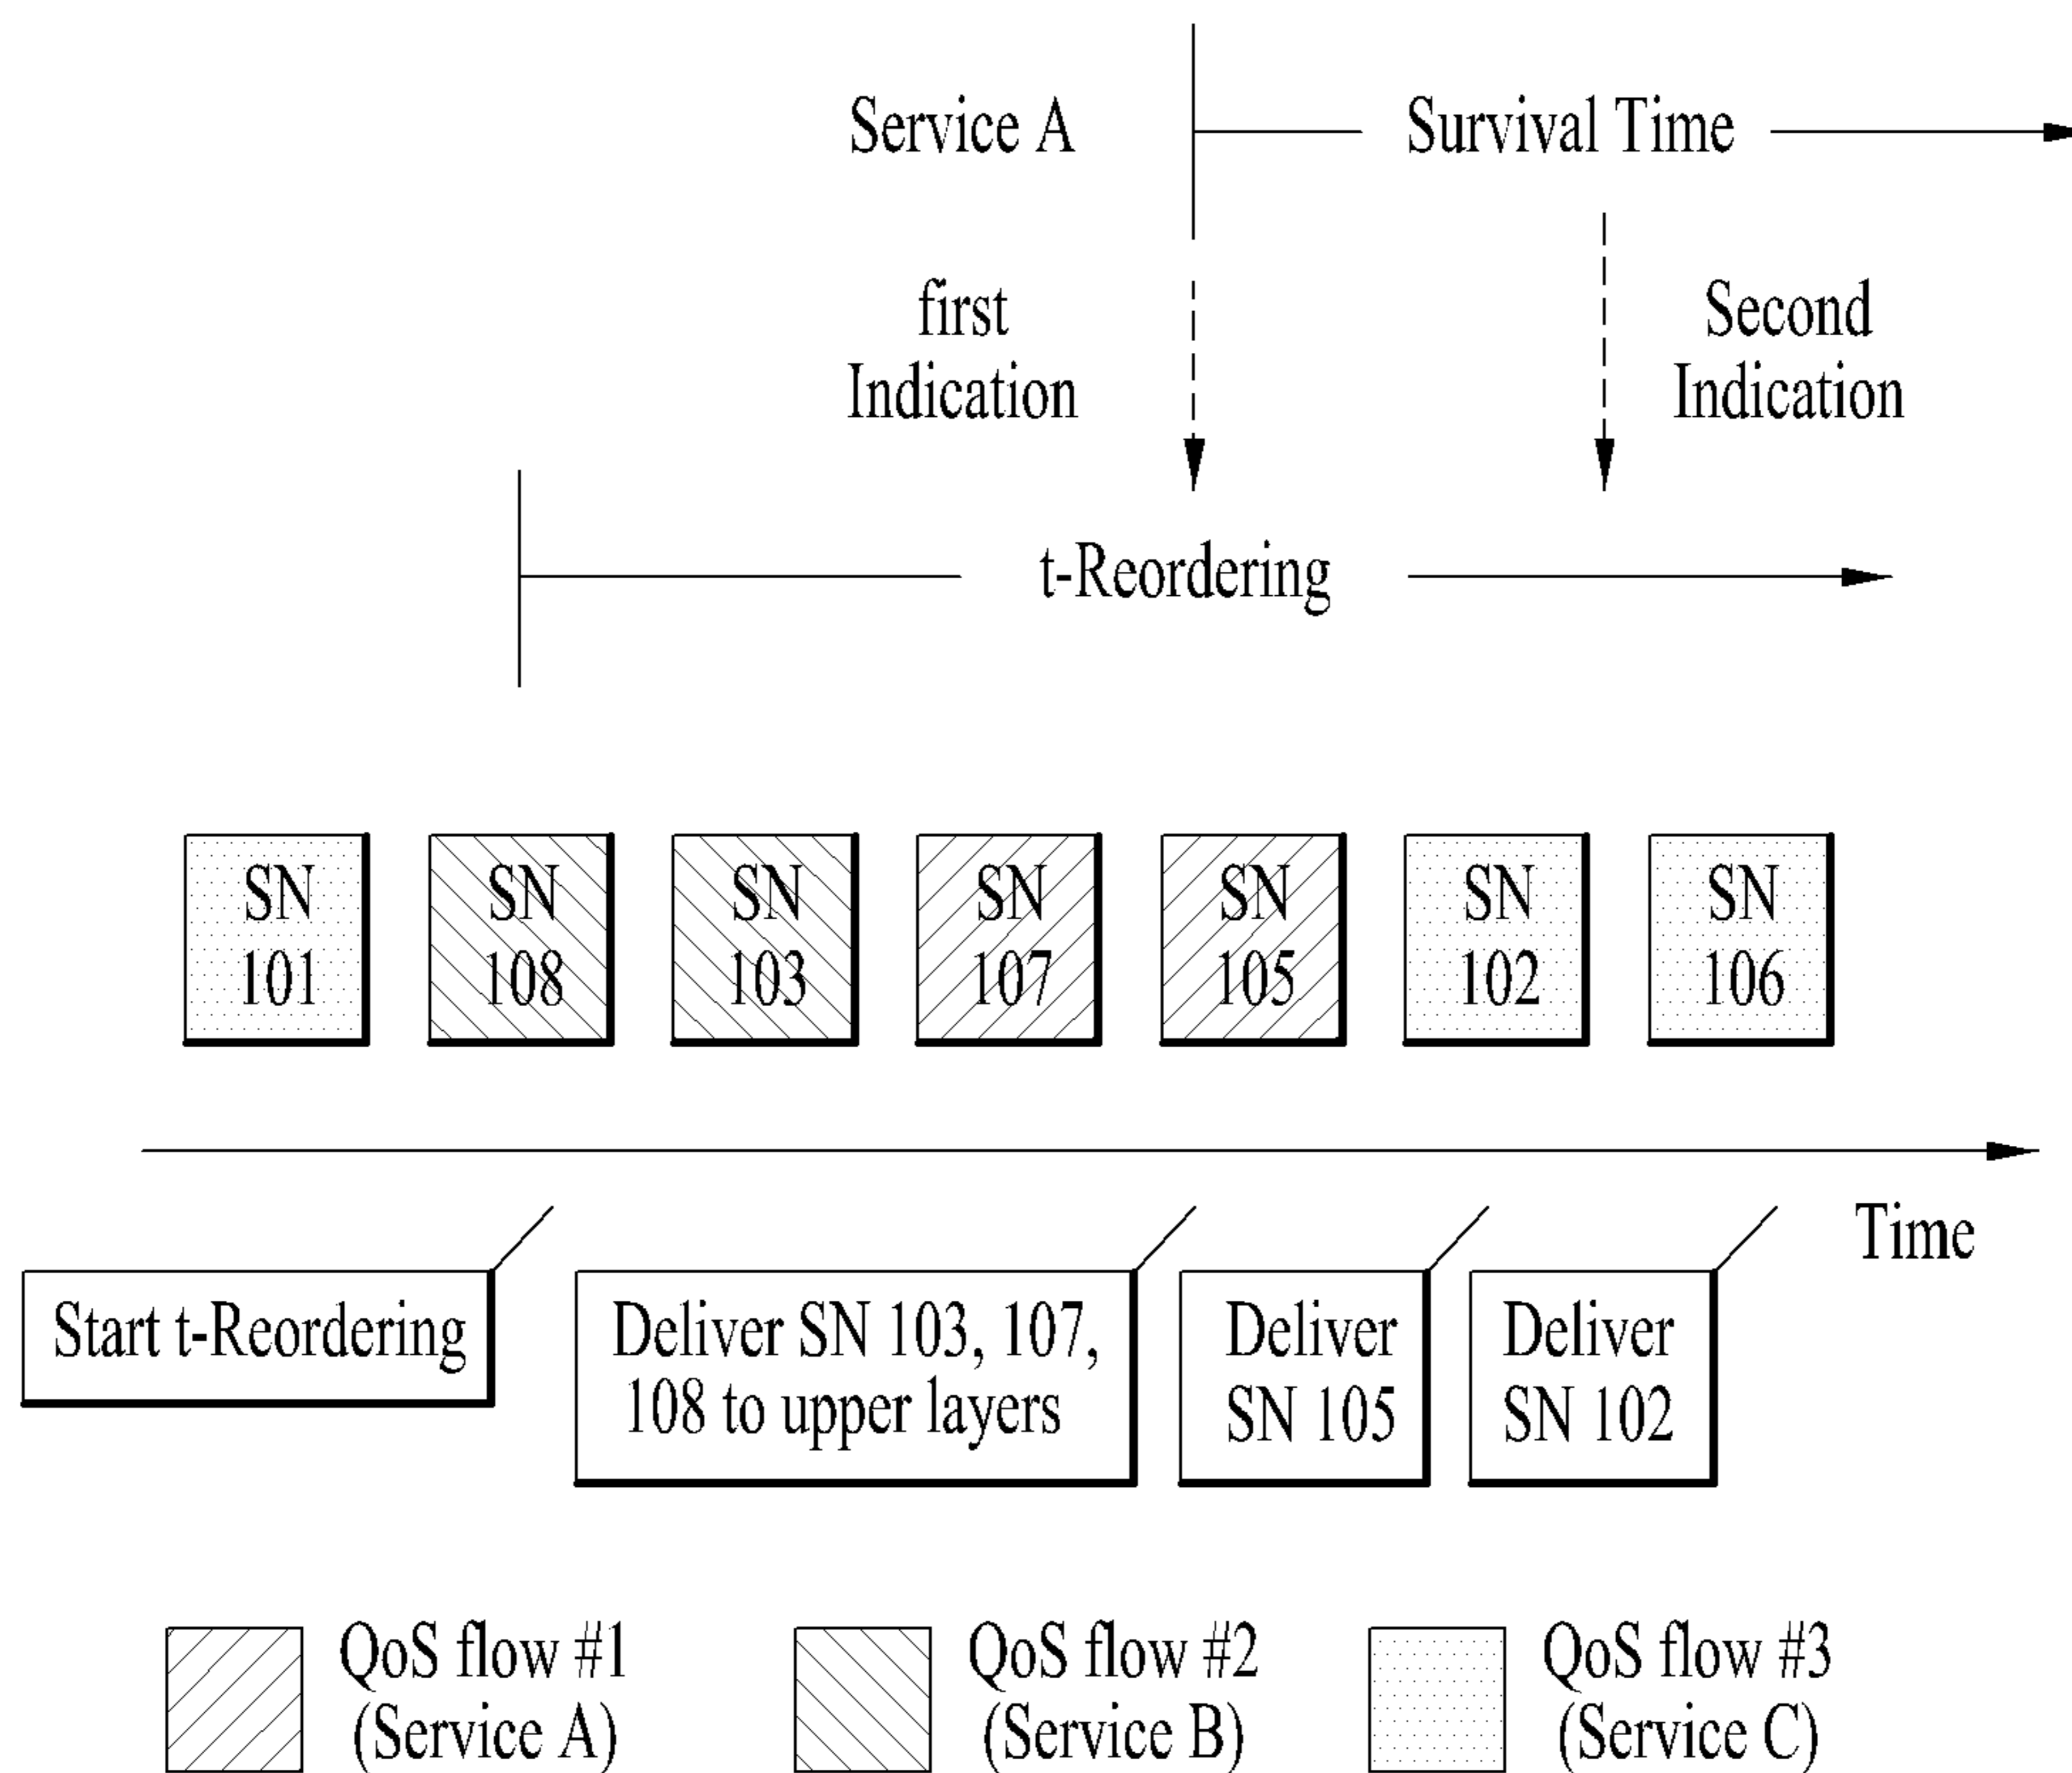 Service A
Survival Time
first
Indication
Second
Indication
t-Reordering
SN
101
SN
108
SN
103
SN
107
SN
105
SN
102
SN
106
Time
Start t-Reordering
Deliver SN 103, 107,
108 to upper layers
Deliver
SN 105
Deliver
SN 102
QoS flow #1
(Service A)
QoS flow #2
(Service B)
QoS flow #3
(Service C)